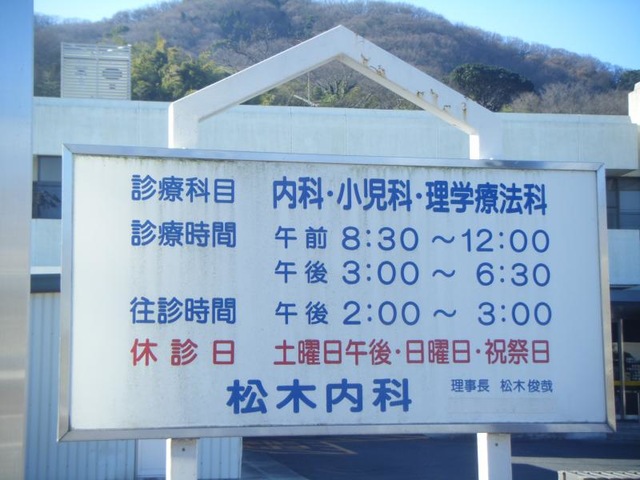 診療科目 内科・小児科・理学療法科
診療時間 午前 8:30～12:00
午後 3:00～ 6:30
往診時間 午後 2:00～ 3:00
休診日 土曜日午後・日曜日・祝祭日
松木内科 理事長 松木俊哉